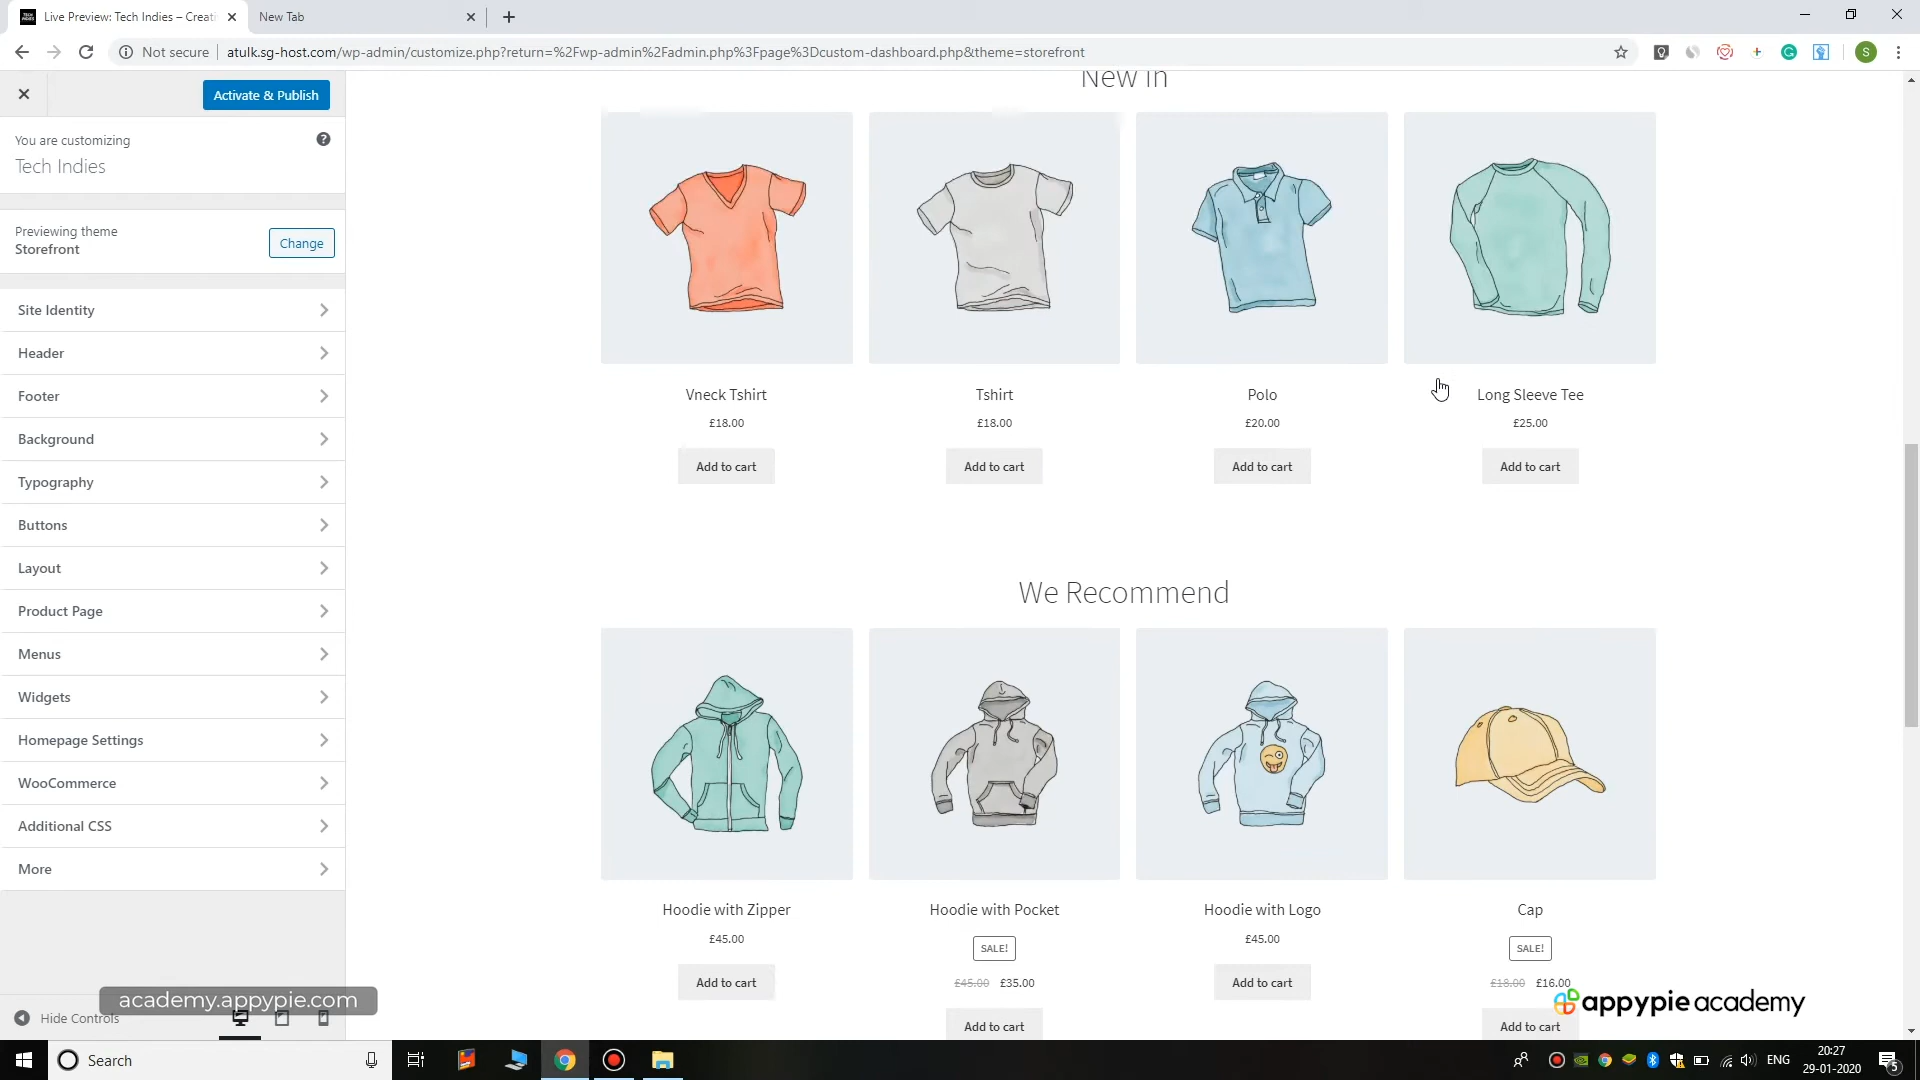 Live Preview: Tech Indies – Creati
New Tab
Not secure
atulk.sg-host.com/wp-admin/customize.php?return=%2Fwp-admin%2Fadmin.php%3Fpage%3Dcustom-dashboard.php&theme=storefront
S
Activate & Publish
You are customizing
Tech Indies
Previewing theme
Storefront
Change
Site Identity
Header
Footer
Background
Typography
Buttons
Layout
Product Page
Menus
Widgets
Homepage Settings
WooCommerce
Additional CSS
More
Hide Controls
academy.appypie.com
New In
Vneck Tshirt
£18.00
Add to cart
Tshirt
£18.00
Add to cart
Polo
£20.00
Add to cart
Long Sleeve Tee
£25.00
Add to cart
We Recommend
Hoodie with Zipper
£45.00
Add to cart
Hoodie with Pocket
SALE!
£45.00 £35.00
Add to cart
Hoodie with Logo
£45.00
Add to cart
Cap
SALE!
£18.00 £16.00
Add to cart
appypie academy
Search
ENG
20:27
29-01-2020
5